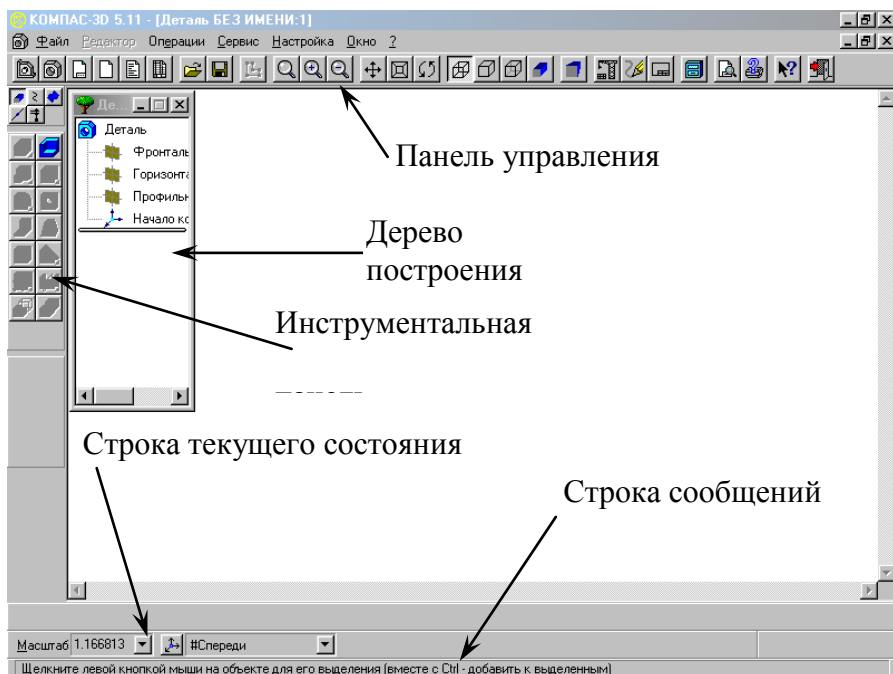 КОМПАС-3D 5.11 - [Деталь БЕЗ ИМЕНИ:1]
Файл Редактор Операции Сервис Настройка Окно ?
Де...
Деталь
Фронталь
Горизонта
Профильн
Начало ко
Панель управления
Дерево
построения
Инструментальная
Строка текущего состояния
Строка сообщений
Масштаб 1.166813 #Спереди
Щелкните левой кнопкой мыши на объекте для его выделения (вместе с Ctrl - добавить к выделенным)